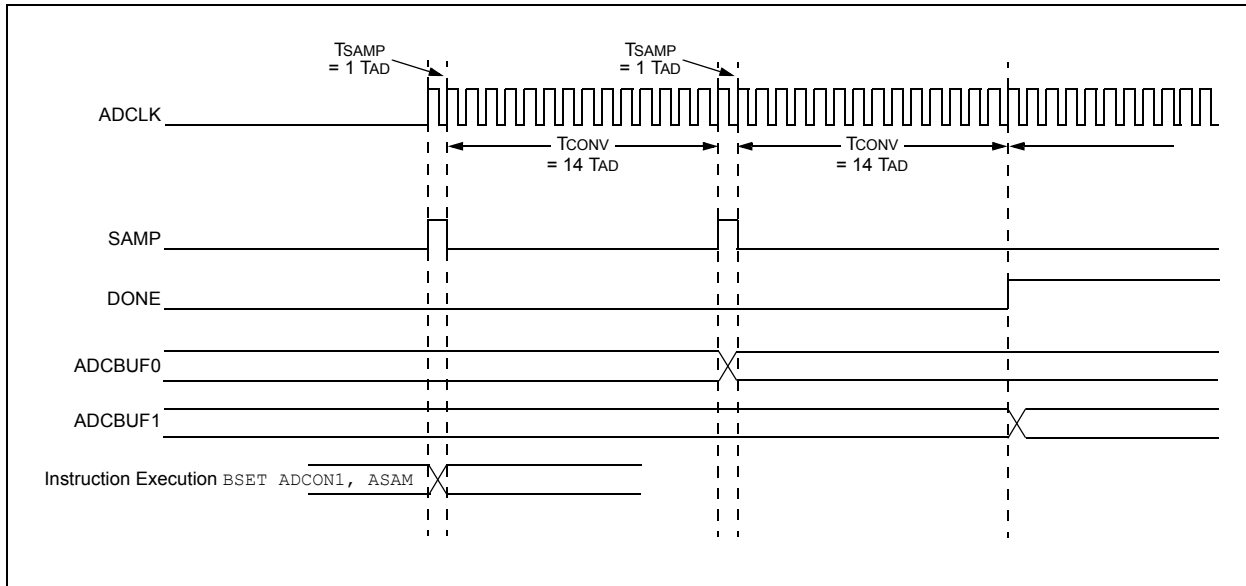 TSAMP
= 1 TAD
TSAMP
= 1 TAD
ADCLK
TCONV
= 14 TAD
TCONV
= 14 TAD
SAMP
DONE
ADCBUF0
ADCBUF1
Instruction Execution BSET ADCON1, ASAM